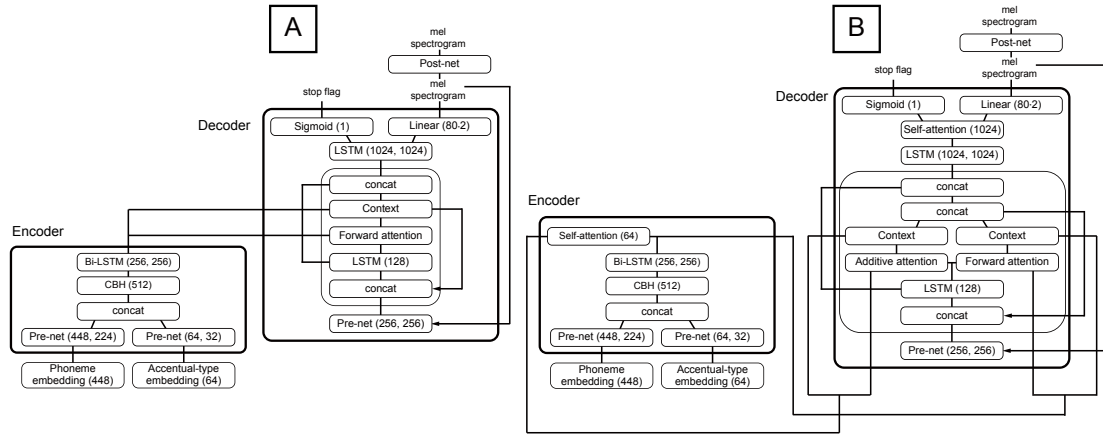 A
mel
spectrogram
Post-net
mel
spectrogram
stop flag
Decoder
Sigmoid (1)
Linear (80·2)
LSTM (1024, 1024)
concat
Context
Forward attention
LSTM (128)
concat
Pre-net (256, 256)
Encoder
Bi-LSTM (256, 256)
CBH (512)
concat
Pre-net (448, 224)
Pre-net (64, 32)
Phoneme
embedding (448)
Accentual-type
embedding (64)
B
mel
spectrogram
Post-net
mel
spectrogram
stop flag
Decoder
Sigmoid (1)
Linear (80·2)
Self-attention (1024)
LSTM (1024, 1024)
concat
concat
Context
Context
Additive attention
Forward attention
LSTM (128)
concat
Pre-net (256, 256)
Encoder
Self-attention (64)
Bi-LSTM (256, 256)
CBH (512)
concat
Pre-net (448, 224)
Pre-net (64, 32)
Phoneme
embedding (448)
Accentual-type
embedding (64)